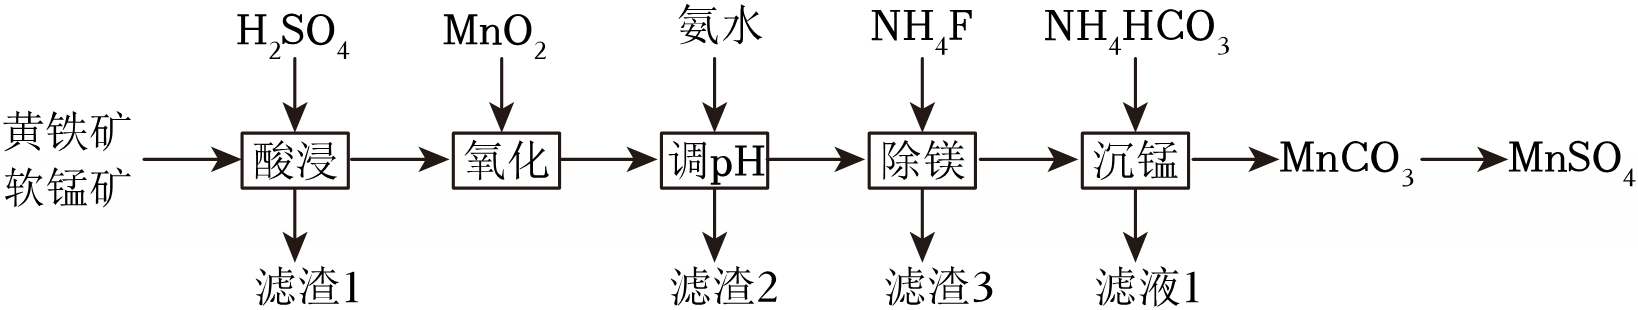 H₂SO₄ MnO₂ 氨水 NH₄F NH₄HCO₃
黄铁矿
软锰矿
酸浸 氧化 调pH 除镁 沉锰 MnCO₃ MnSO₄
滤渣1 滤渣2 滤渣3 滤液1